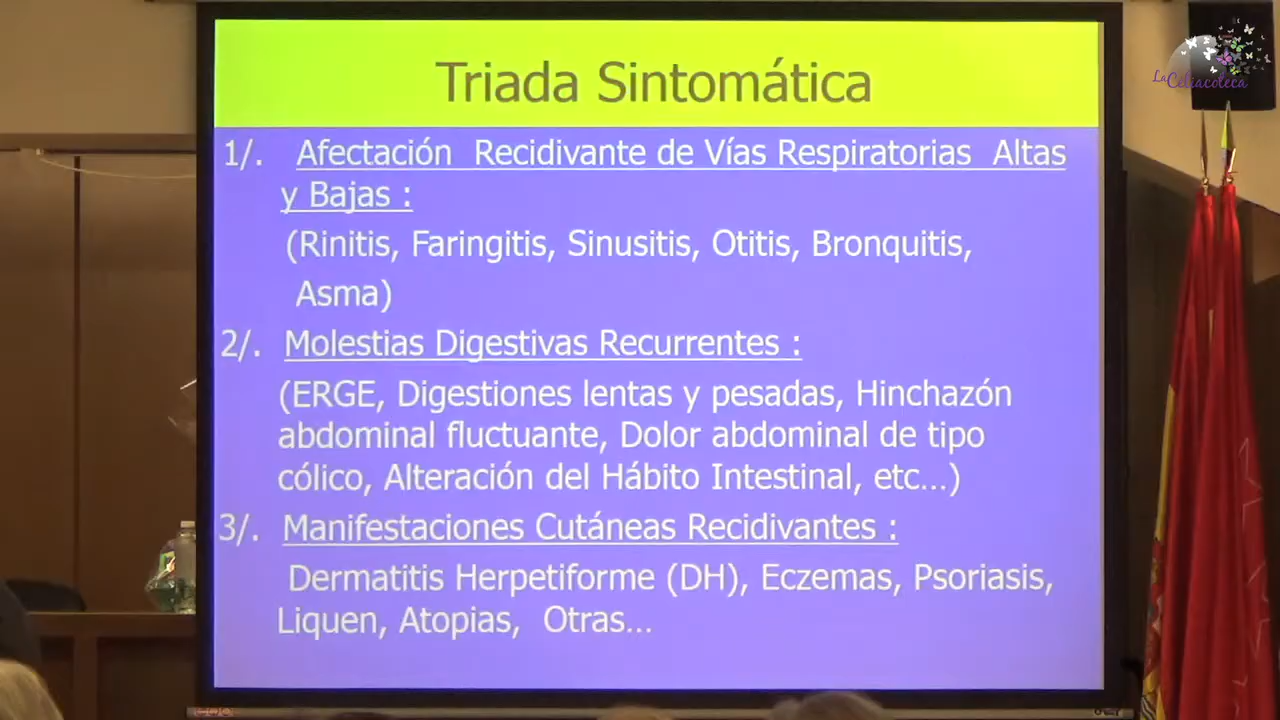 La Celiacoteca
Triada Sintomática
1/. Afectación Recidivante de Vías Respiratorias Altas
y Bajas :
(Rinitis, Faringitis, Sinusitis, Otitis, Bronquitis,
Asma)
2/. Molestias Digestivas Recurrentes :
(ERGE, Digestiones lentas y pesadas, Hinchazón
abdominal fluctuante, Dolor abdominal de tipo
cólico, Alteración del Hábito Intestinal, etc...)
3/. Manifestaciones Cutáneas Recidivantes :
Dermatitis Herpetiforme (DH), Eczemas, Psoriasis,
Liquen, Atopias, Otras...